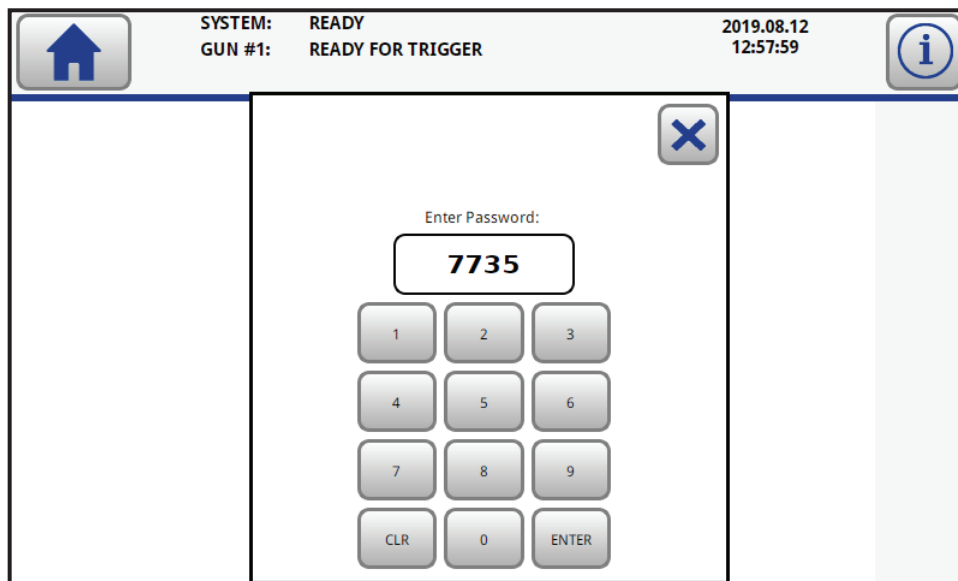 SYSTEM: READY
GUN #1: READY FOR TRIGGER
2019.08.12
12:57:59
i
Enter Password:
7735
1 2 3
4 5 6
7 8 9
CLR 0 ENTER